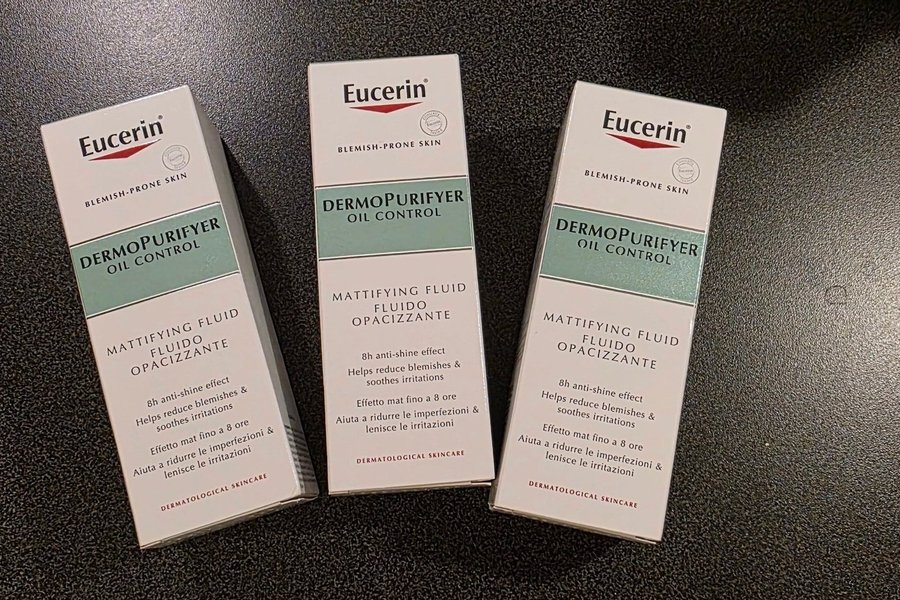 Eucerin®
BLEMISH-PRONE SKIN
DERMOPURIFYER
OIL CONTROL
MATTIFYING FLUID
FLUIDO
OPACIZZANTE
8h anti-shine effect
Helps reduce blemishes &
soothes irritations
Effetto mat fino a 8 ore
Aiuta a ridurre le imperfezioni &
lenisce le irritazioni
DERMATOLOGICAL SKINCARE
Eucerin®
BLEMISH-PRONE SKIN
DERMOPURIFYER
OIL CONTROL
MATTIFYING FLUID
FLUIDO
OPACIZZANTE
8h anti-shine effect
Helps reduce blemishes &
soothes irritations
Effetto mat fino a 8 ore
Aiuta a ridurre le imperfezioni &
lenisce le irritazioni
DERMATOLOGICAL SKINCARE
Eucerin®
BLEMISH-PRONE SKIN
DERMOPURIFYER
OIL CONTROL
MATTIFYING FLUID
FLUIDO
OPACIZZANTE
8h anti-shine effect
Helps reduce blemishes &
soothes irritations
Effetto mat fino a 8 ore
Aiuta a ridurre le imperfezioni &
lenisce le irritazioni
DERMATOLOGICAL SKINCARE